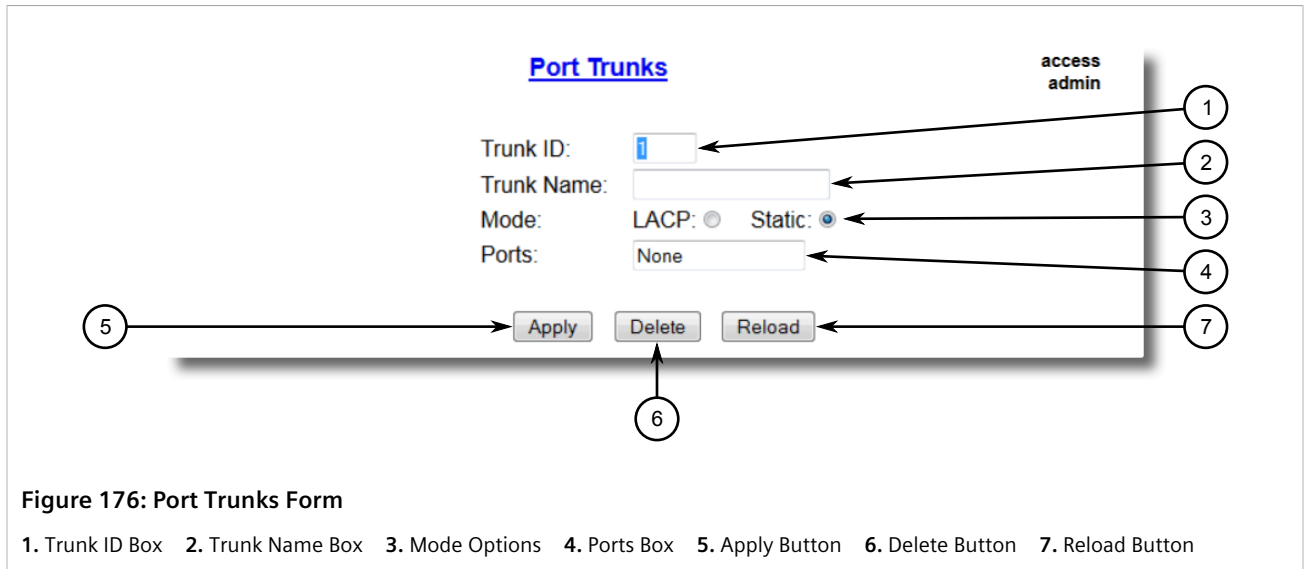 Port Trunks
access
admin
1
Trunk ID: 1
2
Trunk Name:
Mode: LACP: Static:
3
Ports: None
4
5
Apply Delete Reload
7
6
Figure 176: Port Trunks Form
1. Trunk ID Box 2. Trunk Name Box 3. Mode Options 4. Ports Box 5. Apply Button 6. Delete Button 7. Reload Button